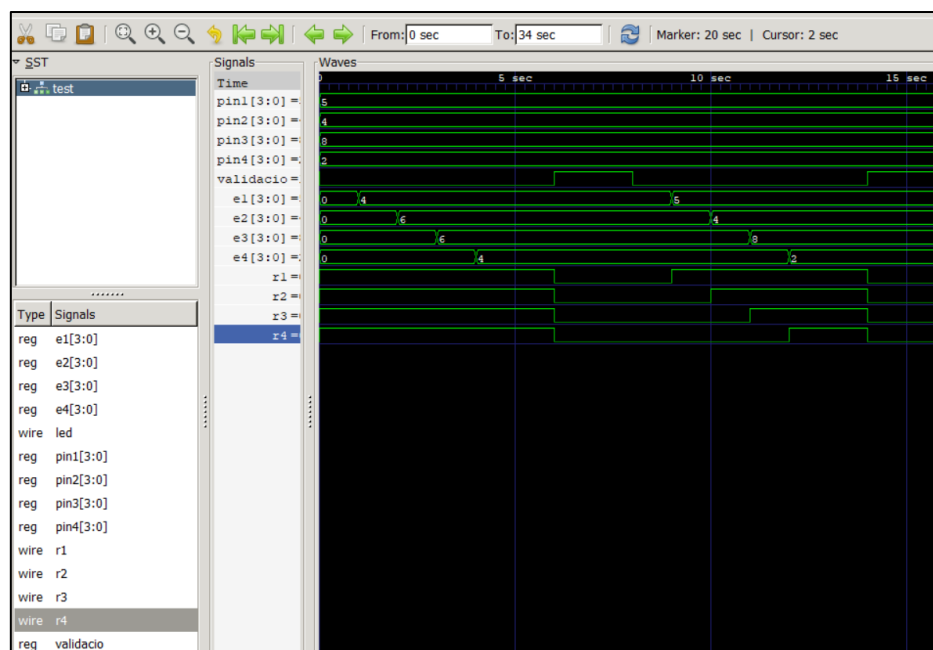 From: 0 sec To: 34 sec Marker: 20 sec | Cursor: 2 sec
SST
test
Type Signals
reg e1[3:0]
reg e2[3:0]
reg e3[3:0]
reg e4[3:0]
wire led
reg pin1[3:0]
reg pin2[3:0]
reg pin3[3:0]
reg pin4[3:0]
wire r1
wire r2
wire r3
wire r4
reg validacio
Signals
Time
pin1[3:0] =
pin2[3:0] =
pin3[3:0] =
pin4[3:0] =
validacio =
e1[3:0] =
e2[3:0] =
e3[3:0] =
e4[3:0] =
r1 =
r2 =
r3 =
r4 =
Waves
5 sec 10 sec 15 sec
5
4
8
2
0 4 5
0 6 4
0 6 8
0 4 2